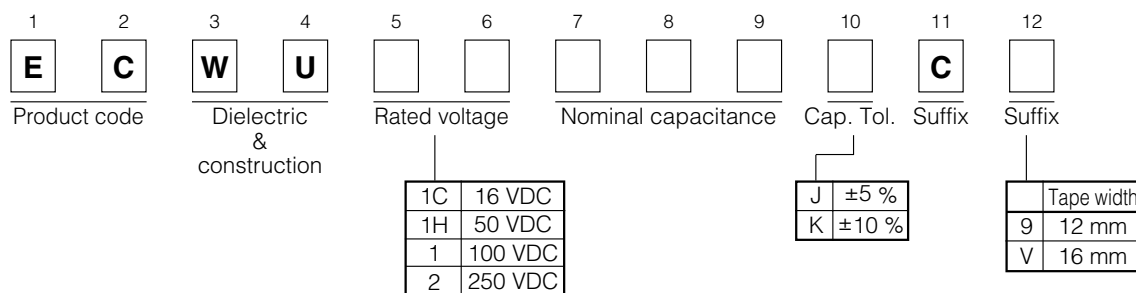 1 2 3 4 5 6 7 8 9 10 11 12
E C W U C
Product code Dielectric & construction Rated voltage Nominal capacitance Cap. Tol. Suffix Suffix
1C 16 VDC
1H 50 VDC
1 100 VDC
2 250 VDC
J ±5 %
K ±10 %
Tape width
9 12 mm
V 16 mm